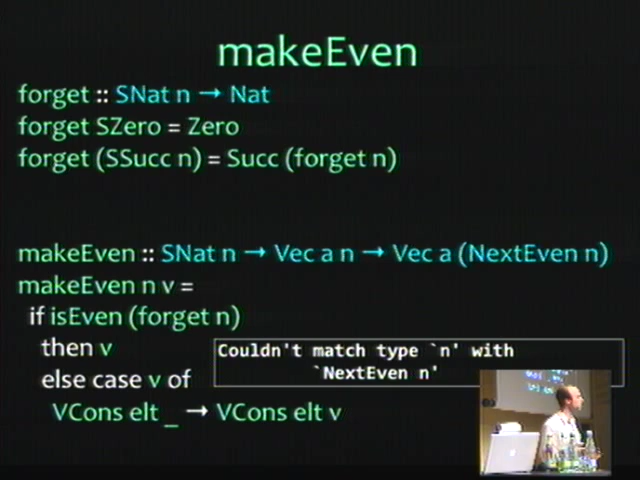 makeEven
forget :: SNat n → Nat
forget SZero = Zero
forget (SSucc n) = Succ (forget n)
makeEven :: SNat n → Vec a n → Vec a (NextEven n)
makeEven n v =
if isEven (forget n)
then v
else case v of
VCons elt _ → VCons elt v
Couldn't match type `n' with
`NextEven n'